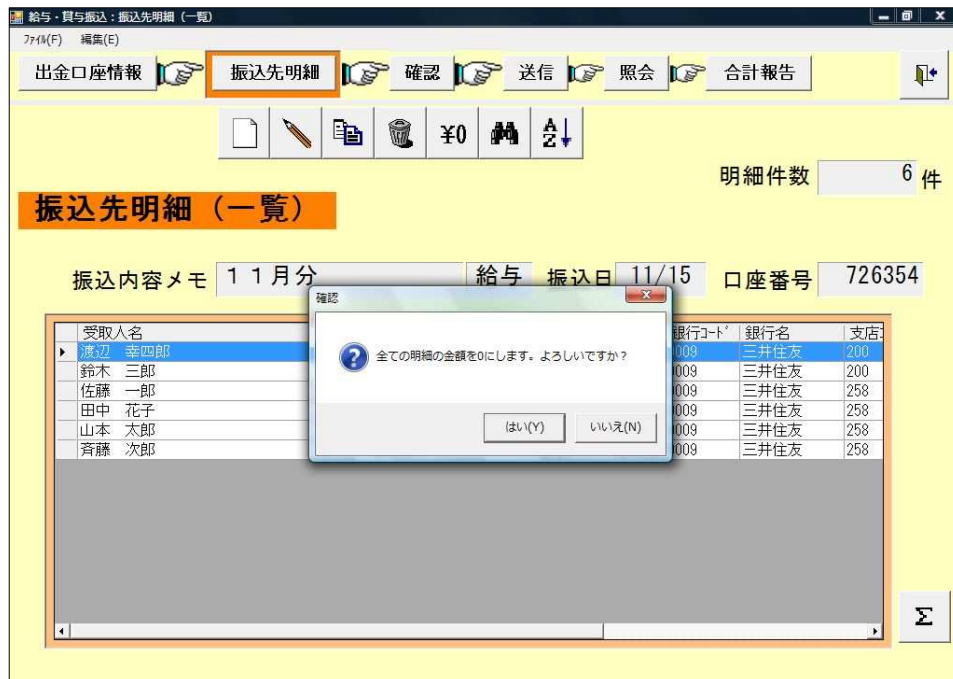 給与・賞与振込：振込先明細（一覧）
ﾌｧｲﾙ(F) 編集(E)
出金口座情報 振込先明細 確認 送信 照会 合計報告
¥0 A Z
明細件数 6 件
振込先明細（一覧）
振込内容メモ １１月分 給与 振込日 11/15 口座番号 726354
確認
受取人名 銀行ｺｰﾄﾞ 銀行名 支店ｺ
渡辺　幸四郎 0009 三井住友 200
全ての明細の金額を0にします。よろしいですか？
鈴木　三郎 0009 三井住友 200
佐藤　一郎 0009 三井住友 258
田中　花子 0009 三井住友 258
はい(Y) いいえ(N)
山本　太郎 0009 三井住友 258
斉藤　次郎 0009 三井住友 258
Σ